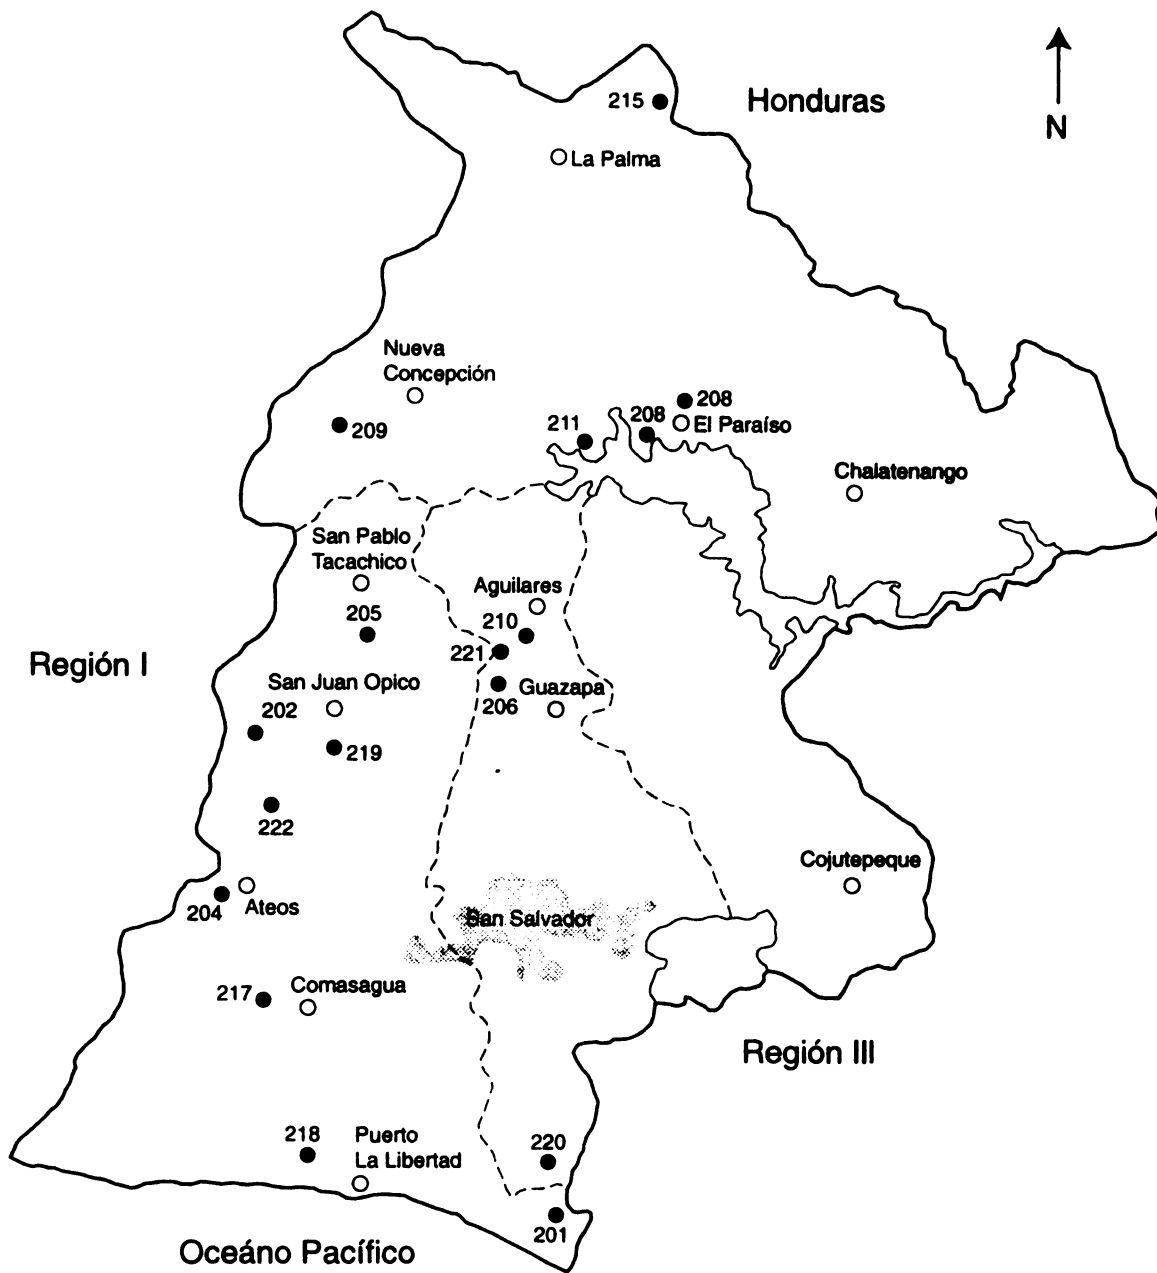 215
Honduras
N
La Palma
Nueva
Concepción
209
211
208
208
El Paraíso
Chalatenango
San Pablo
Tacachico
205
Aguilares
210
221
206
Guazapa
Región I
San Juan Opico
202
219
222
204
Ateos
San Salvador
Cojutepeque
217
Comasagua
Región III
218
Puerto
La Libertad
220
201
Oceáno Pacífico